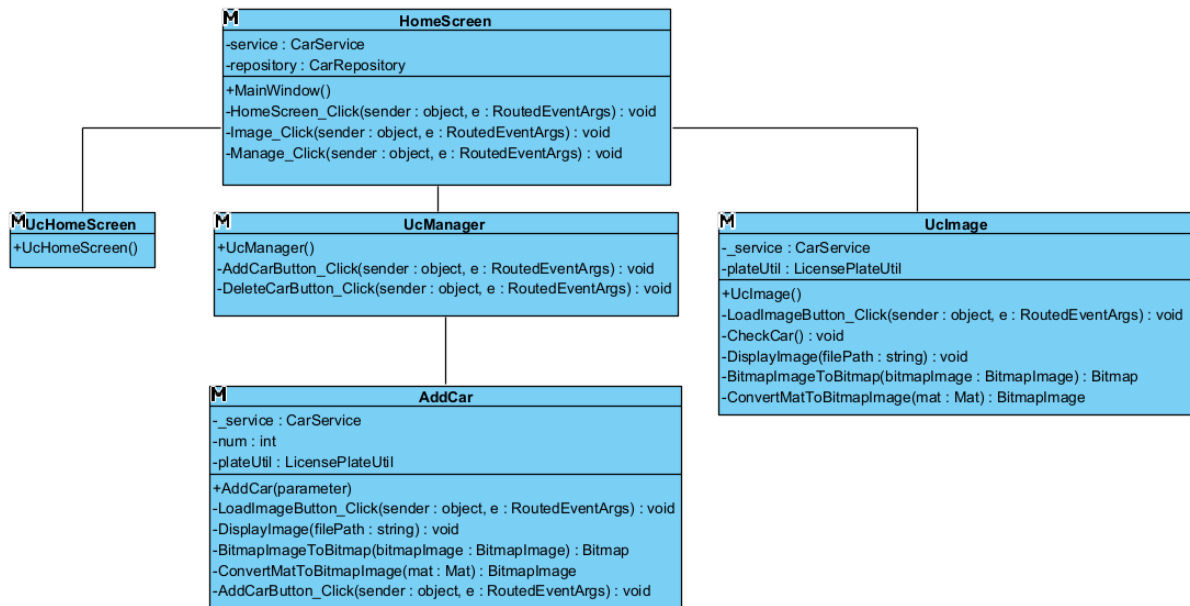 M
HomeScreen
-service : CarService
-repository : CarRepository
+MainWindow()
-HomeScreen_Click(sender : object, e : RoutedEventArgs) : void
-Image_Click(sender : object, e : RoutedEventArgs) : void
-Manage_Click(sender : object, e : RoutedEventArgs) : void
M
UcHomeScreen
+UcHomeScreen()
M
UcManager
+UcManager()
-AddCarButton_Click(sender : object, e : RoutedEventArgs) : void
-DeleteCarButton_Click(sender : object, e : RoutedEventArgs) : void
M
UcImage
-_service : CarService
-plateUtil : LicensePlateUtil
+UcImage()
-LoadImageButton_Click(sender : object, e : RoutedEventArgs) : void
-CheckCar() : void
-DisplayImage(filePath : string) : void
-BitmapImageToBitmap(bitmapImage : BitmapImage) : Bitmap
-ConvertMatToBitmapImage(mat : Mat) : BitmapImage
M
AddCar
-_service : CarService
-num : int
-plateUtil : LicensePlateUtil
+AddCar(parameter)
-LoadImageButton_Click(sender : object, e : RoutedEventArgs) : void
-DisplayImage(filePath : string) : void
-BitmapImageToBitmap(bitmapImage : BitmapImage) : Bitmap
-ConvertMatToBitmapImage(mat : Mat) : BitmapImage
-AddCarButton_Click(sender : object, e : RoutedEventArgs) : void